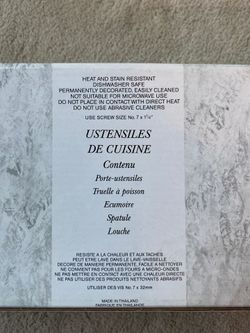 HEAT AND STAIN RESISTANT
DISHWASHER SAFE
PERMANENTLY DECORATED, EASILY CLEANED
NOT SUITABLE FOR MICROWAVE USE
DO NOT PLACE IN CONTACT WITH DIRECT HEAT
DO NOT USE ABRASIVE CLEANERS
USE SCREW SIZE No. 7 x 1¼"
USTENSILES
DE CUISINE
Contenu
Porte-ustensiles
Truelle à poisson
Ecumoire
Spatule
Louche
RESISTE A LA CHALEUR ET AUX TACHES
PEUT ETRE LAVE DANS LE LAVE-VAISSELLE
DECORE DE MANIERE PERMANENTE, FACILE A NETTOYER
NE CONVIENT PAS POUR LES FOURS A MICRO-ONDES
NE PAS METTRE EN CONTACT AVEC UNE CHALEUR DIRECTE
NE PAS UTILISER DES PRODUITS NETTOYANTS ABRASIFS
UTILISER DES VIS No.7 x 32mm
MADE IN THAILAND
FABRIQUE EN THAILANDE